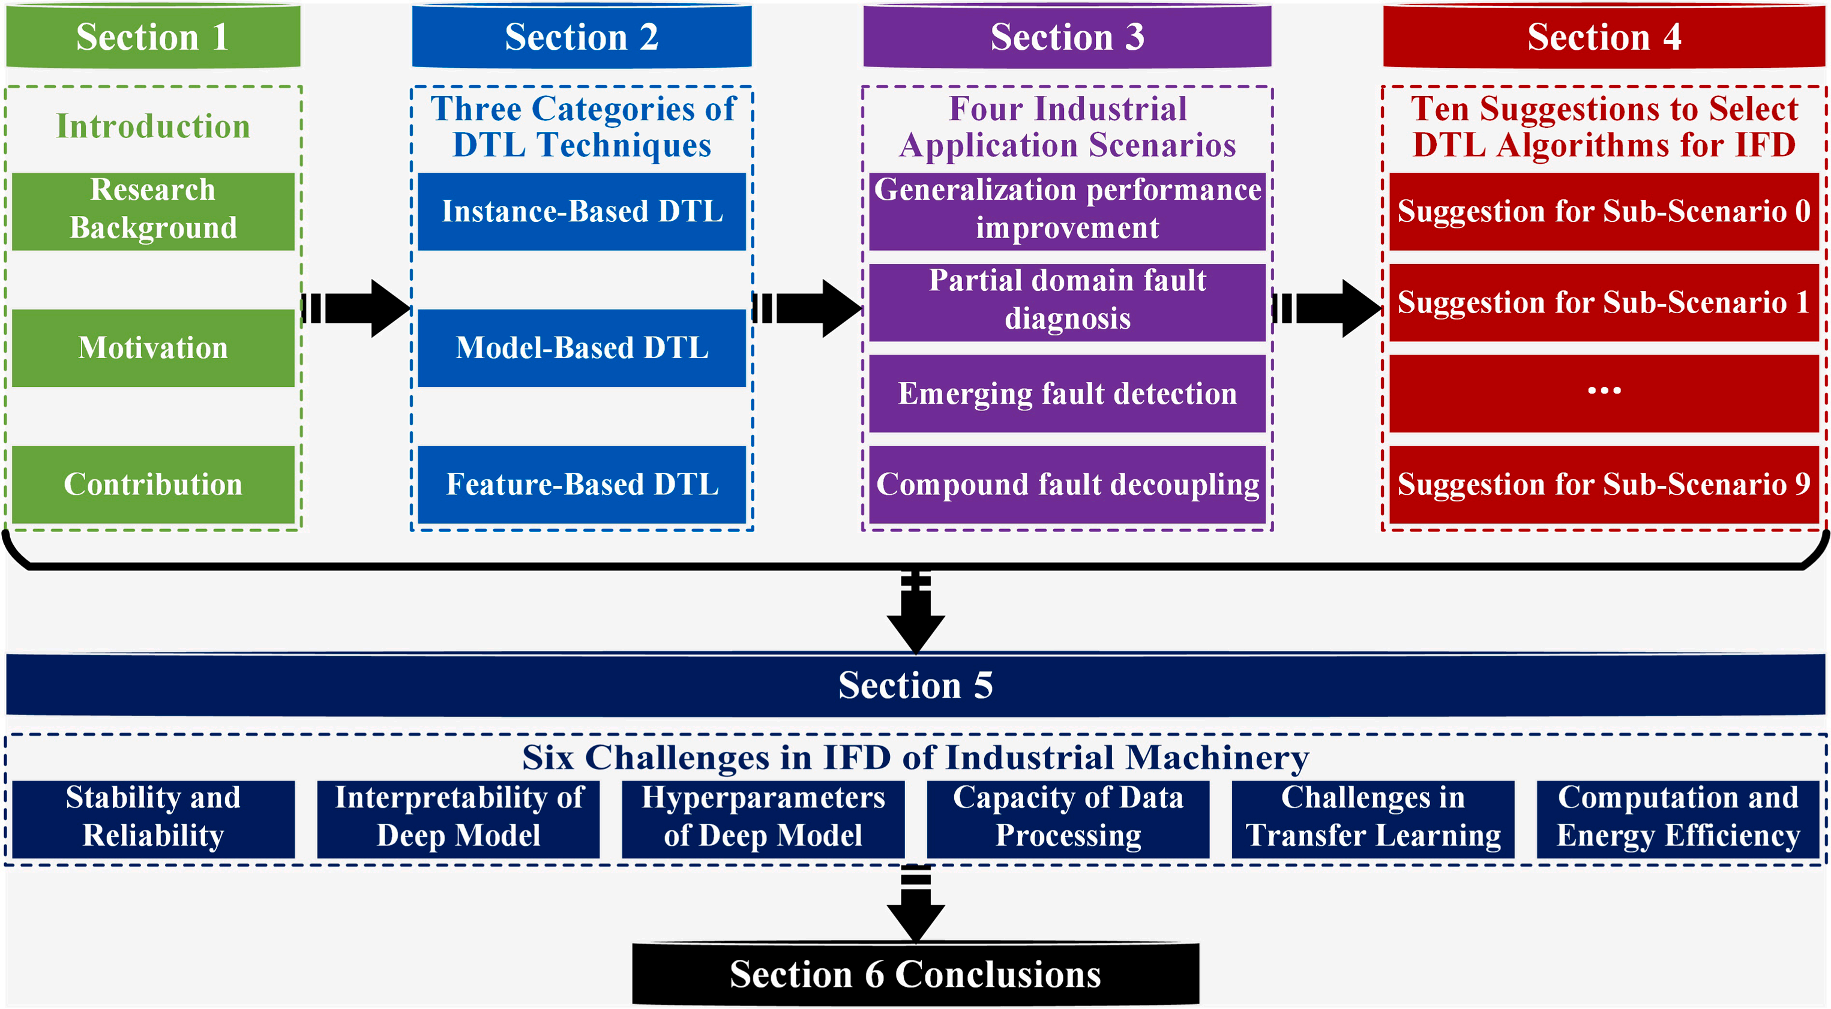 Section 1
Introduction
Research
Background
Motivation
Contribution
Section 2
Three Categories of
DTL Techniques
Instance-Based DTL
Model-Based DTL
Feature-Based DTL
Section 3
Four Industrial
Application Scenarios
Generalization performance
improvement
Partial domain fault
diagnosis
Emerging fault detection
Compound fault decoupling
Section 4
Ten Suggestions to Select
DTL Algorithms for IFD
Suggestion for Sub-Scenario 0
Suggestion for Sub-Scenario 1
...
Suggestion for Sub-Scenario 9
Section 5
Six Challenges in IFD of Industrial Machinery
Stability and
Reliability
Interpretability of
Deep Model
Hyperparameters
of Deep Model
Capacity of Data
Processing
Challenges in
Transfer Learning
Computation and
Energy Efficiency
Section 6 Conclusions